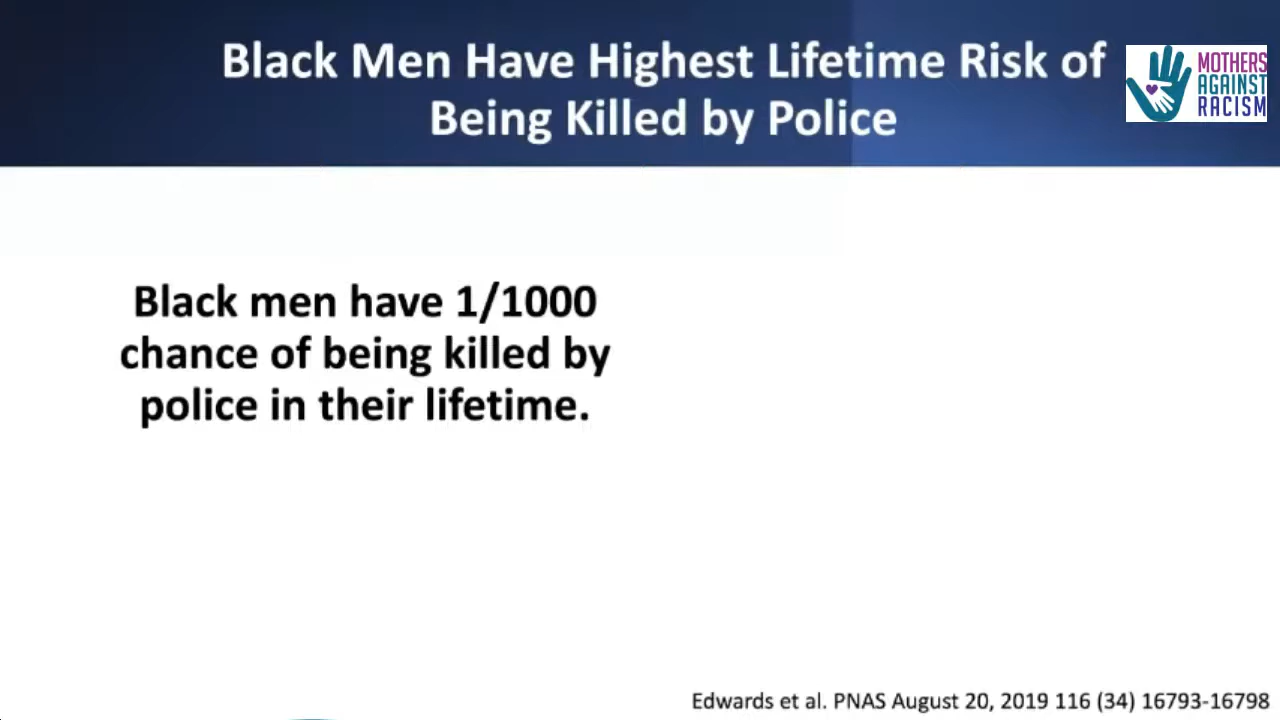 Black Men Have Highest Lifetime Risk of
Being Killed by Police
MOTHERS
AGAINST
RACISM
Black men have 1/1000
chance of being killed by
police in their lifetime.
Edwards et al. PNAS August 20, 2019 116 (34) 16793-16798